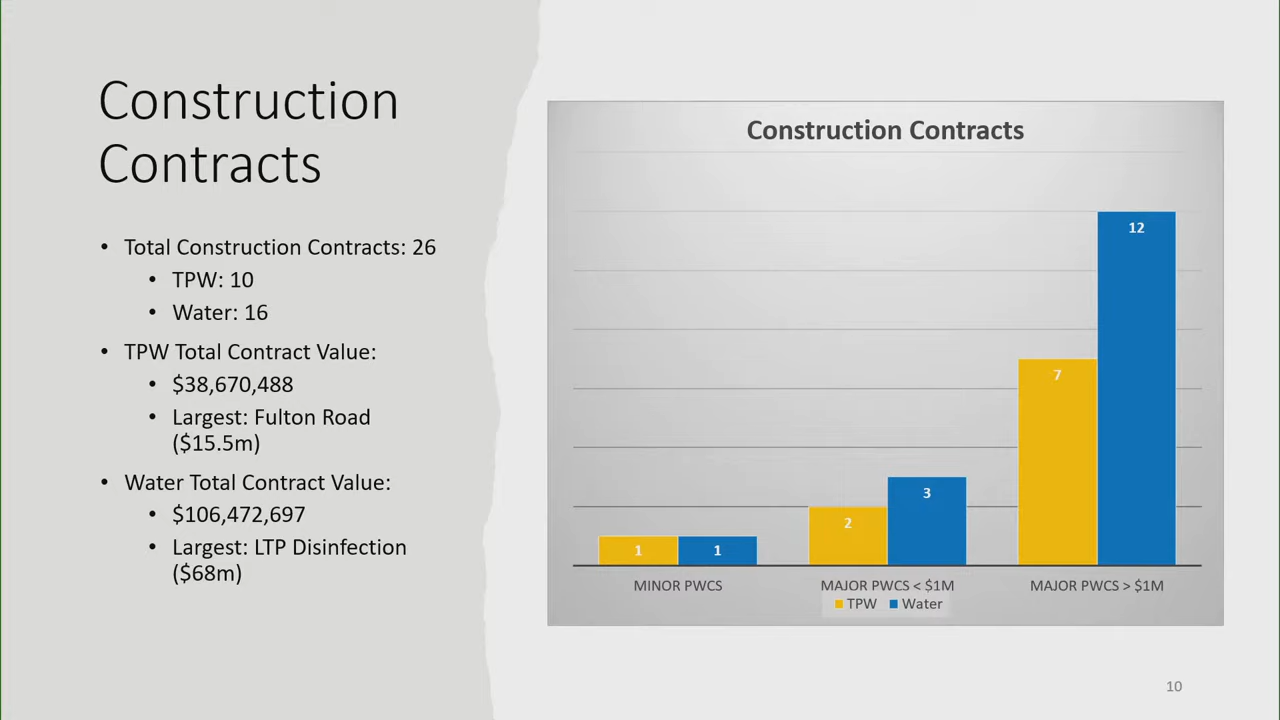 Construction
Contracts
• Total Construction Contracts: 26
• TPW: 10
• Water: 16
• TPW Total Contract Value:
• $38,670,488
• Largest: Fulton Road
($15.5m)
• Water Total Contract Value:
• $106,472,697
• Largest: LTP Disinfection
($68m)
Construction Contracts
1
1
2
3
7
12
MINOR PWCS
MAJOR PWCS < $1M
MAJOR PWCS > $1M
TPW
Water
10